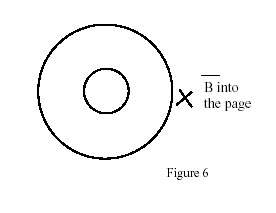 B into
the page
Figure 6